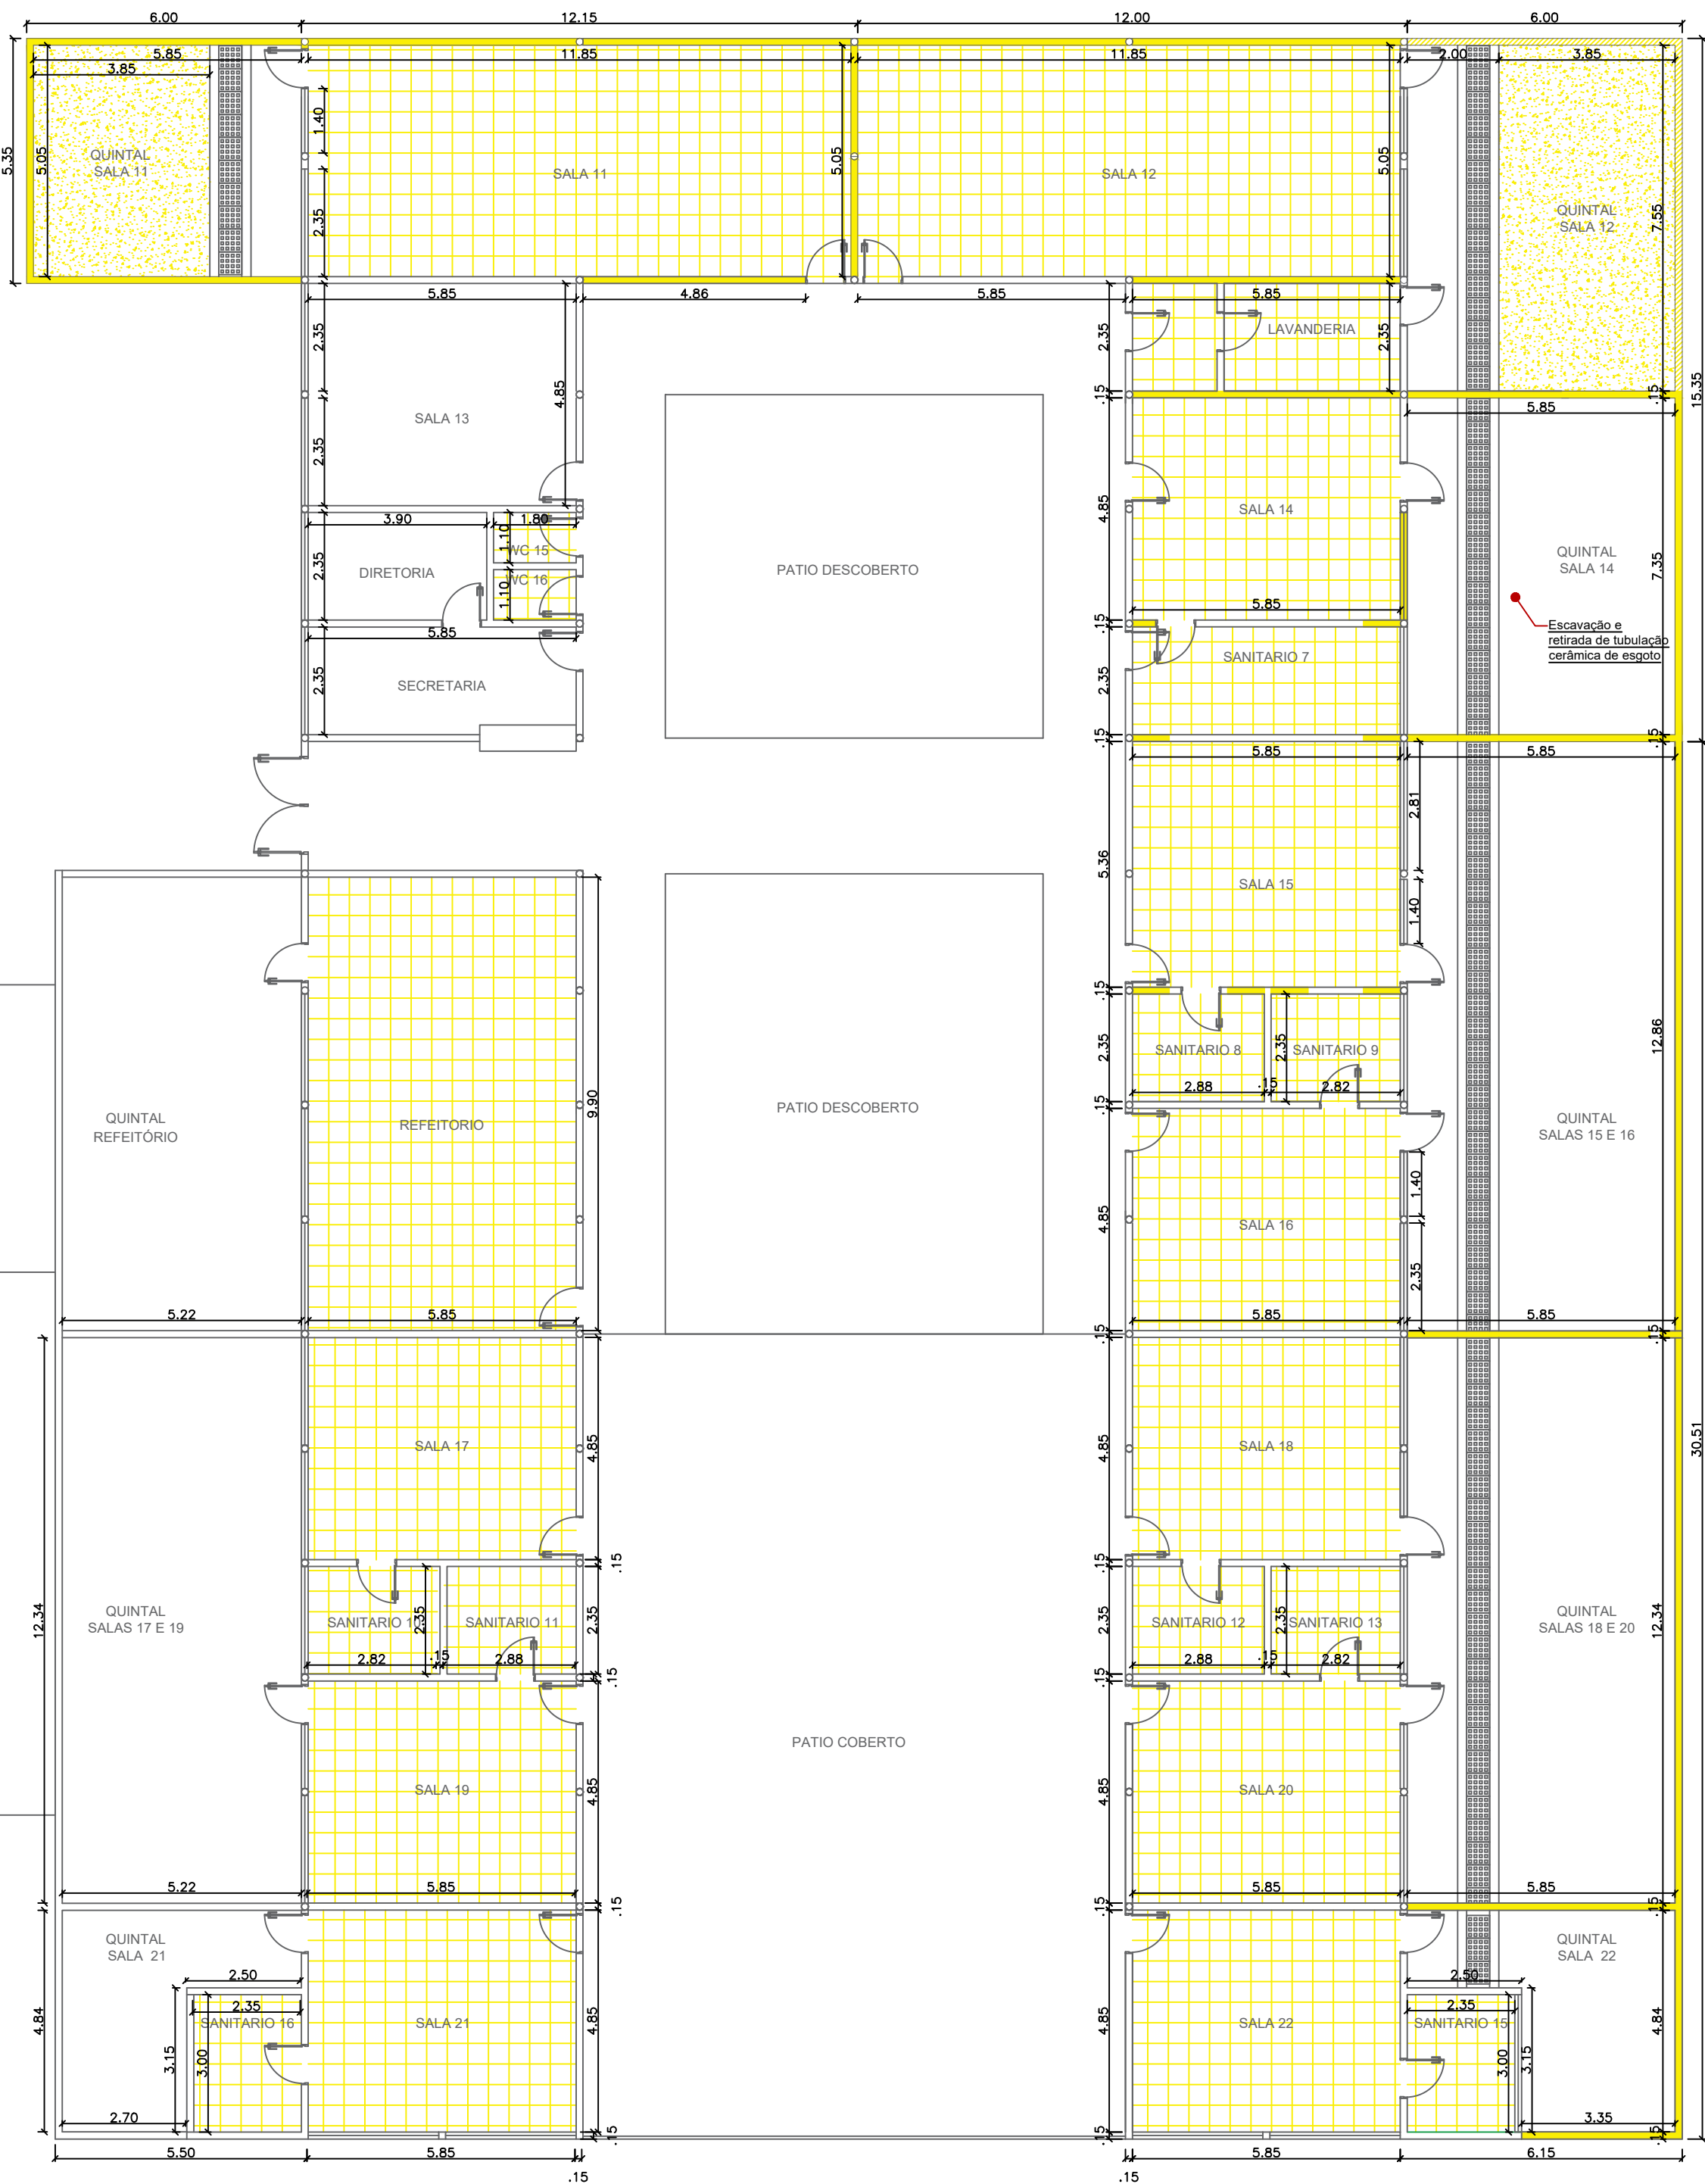 6.00
12.15
12.00
6.00
5.85
3.85
11.85
11.85
2.00
3.85
5.35
5.05
1.40
5.05
5.05
7.55
15.35
QUINTAL
SALA 11
SALA 11
SALA 12
QUINTAL
SALA 12
2.35
5.85
4.86
5.85
5.85
2.35
4.85
2.35
LAVANDERIA
2.35
.15
.15
5.85
SALA 13
2.35
3.90
1.80
1.10
WC 15
WC 16
1.10
2.35
DIRETORIA
PATIO DESCOBERTO
4.85
SALA 14
QUINTAL
SALA 14
7.35
5.85
5.85
.15
Escavação e
retirada de tubulação
cerâmica de esgoto
2.35
SECRETARIA
2.35
SANITARIO 7
.15
.15
5.85
5.85
2.81
5.36
SALA 15
1.40
.15
2.35
SANITARIO 8
2.35
SANITARIO 9
2.88
.15
2.82
.15
12.86
QUINTAL
REFEITÓRIO
REFEITORIO
9.90
PATIO DESCOBERTO
QUINTAL
SALAS 15 E 16
1.40
4.85
SALA 16
2.35
5.22
5.85
5.85
5.85
.15
.15
SALA 17
4.85
4.85
SALA 18
30.51
.15
.15
12.34
QUINTAL
SALAS 17 E 19
SANITARIO 1
2.35
SANITARIO 11
2.35
2.35
SANITARIO 12
2.35
SANITARIO 13
QUINTAL
SALAS 18 E 20
12.34
2.82
.15
2.88
2.88
.15
2.82
.15
.15
PATIO COBERTO
SALA 19
4.85
4.85
SALA 20
5.22
5.85
5.85
5.85
.15
.15
.15
QUINTAL
SALA 21
QUINTAL
SALA 22
2.50
2.50
2.35
2.35
4.84
SANITARIO 16
SALA 21
4.85
4.85
SALA 22
SANITARIO 15
4.84
3.15
3.00
3.00
3.15
2.70
3.35
.15
.15
.15
5.50
5.85
5.85
6.15
.15
.15